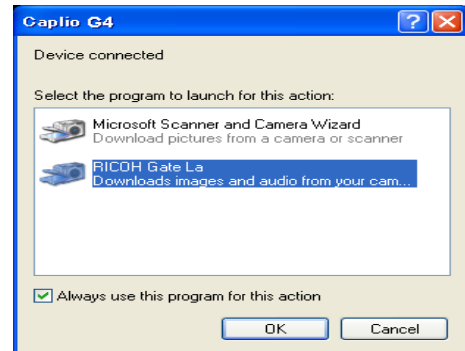 Caplio G4
Device connected
Select the program to launch for this action:
Microsoft Scanner and Camera Wizard
Download pictures from a camera or scanner
RICOH Gate La
Downloads images and audio from your cam...
Always use this program for this action
OK Cancel